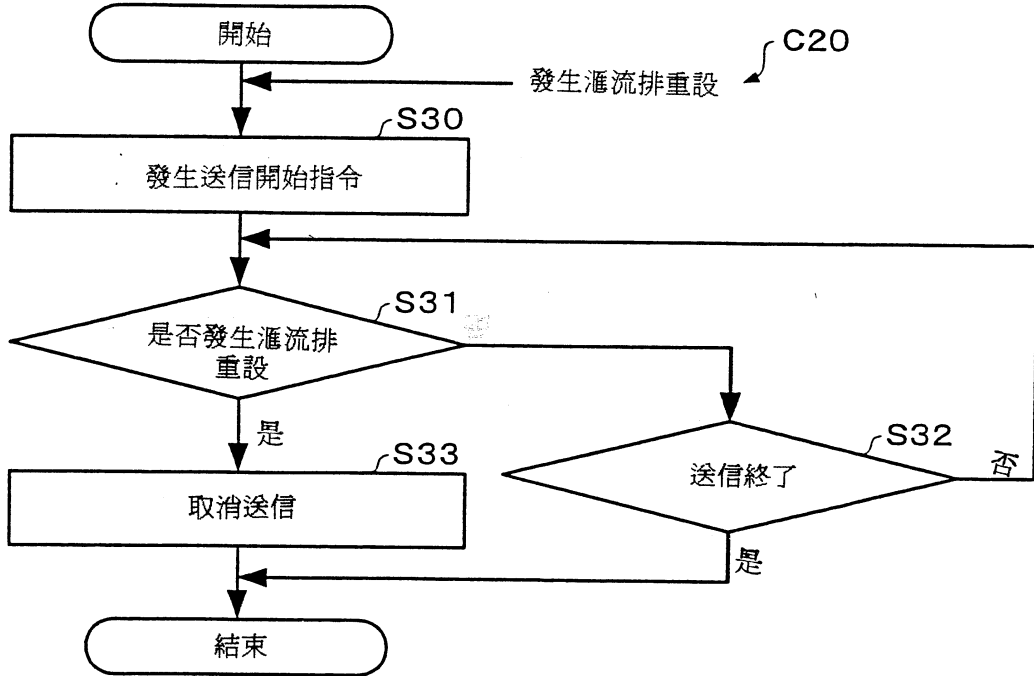 開始
C20
發生滙流排重設
S30
發生送信開始指令
S31
是否發生滙流排
重設
是
S32
送信終了
否
S33
取消送信
是
結束